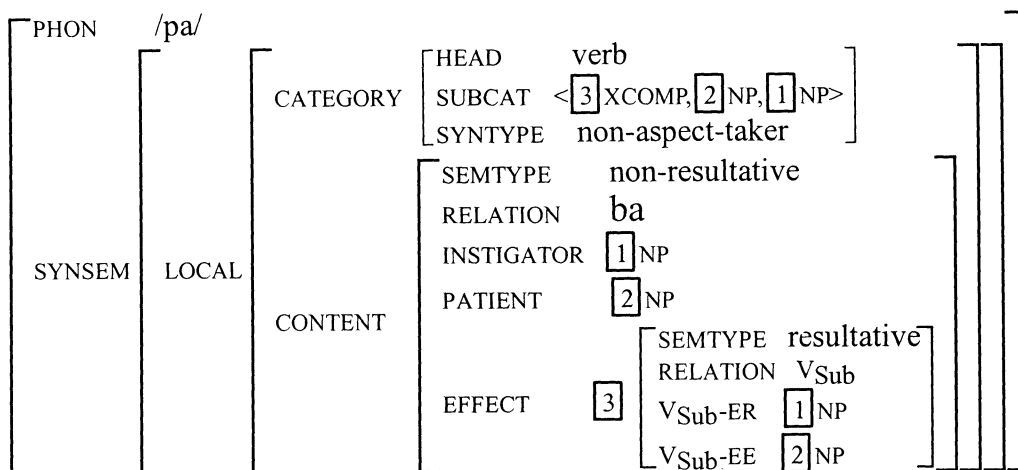 PHON /pa/
HEAD verb
CATEGORY SUBCAT <[3]XCOMP,[2]NP,[1]NP>
SYNTYPE non-aspect-taker
SEMTYPE non-resultative
RELATION ba
INSTIGATOR [1]NP
SYNSEM LOCAL
PATIENT [2]NP
CONTENT
SEMTYPE resultative
RELATION VSub
EFFECT [3] VSub-ER [1]NP
VSub-EE [2]NP